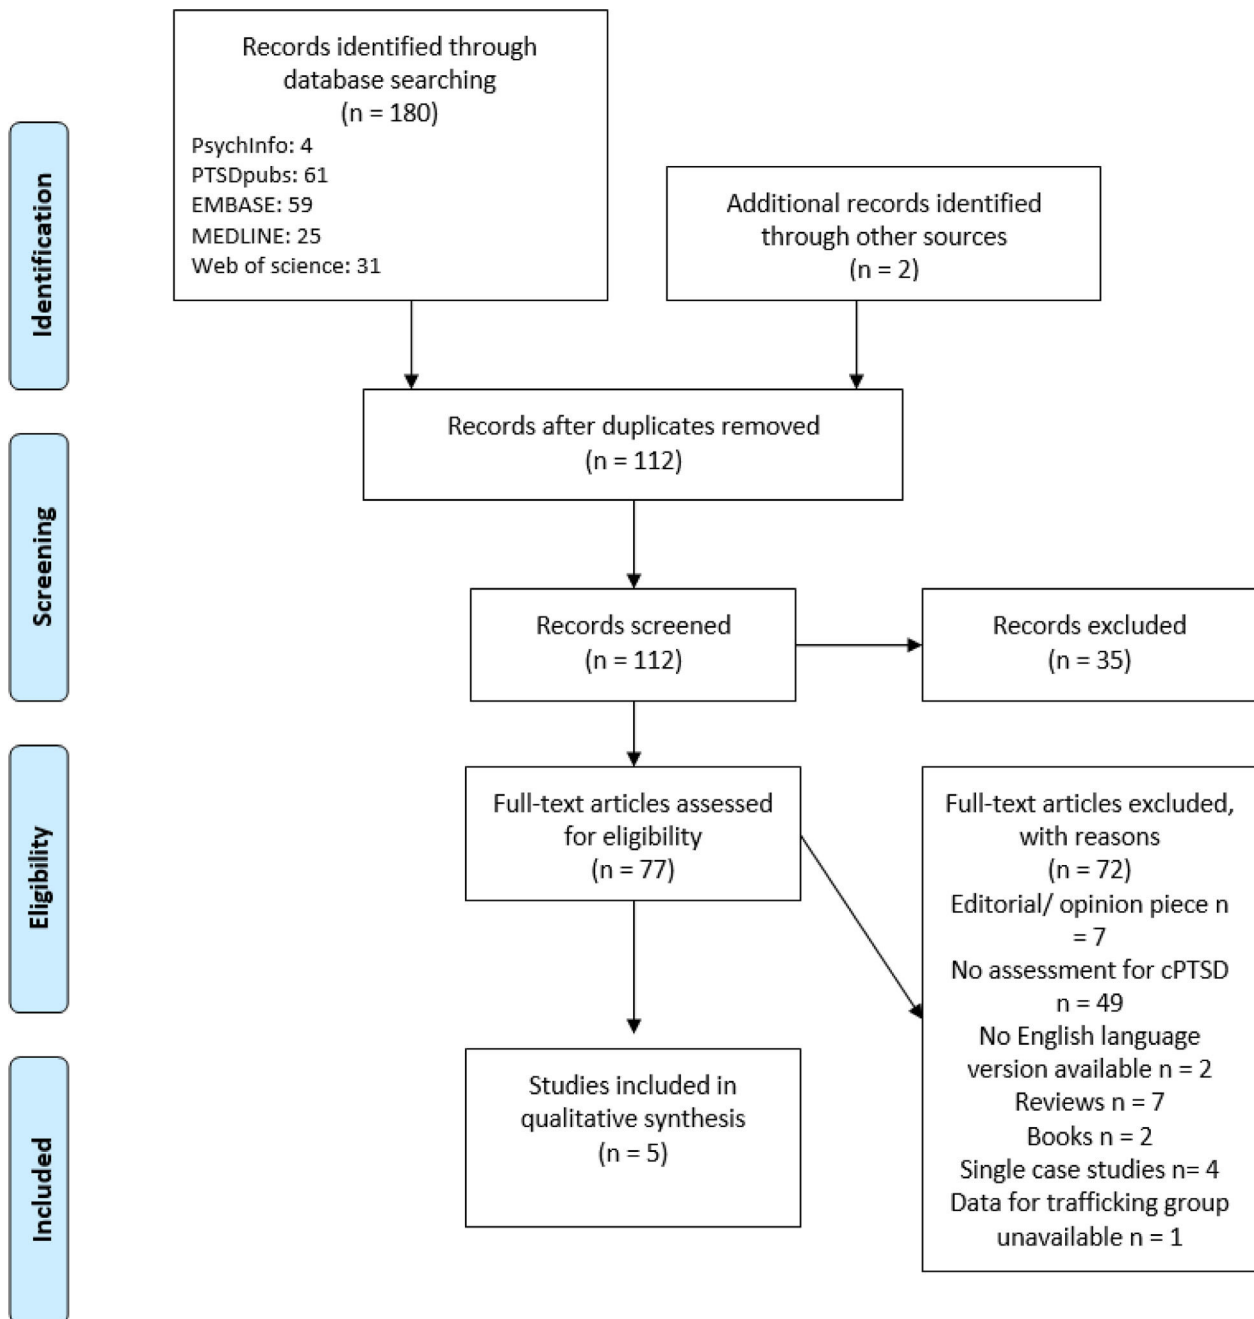 Identification
Records identified through
database searching
(n = 180)
PsychInfo: 4
PTSDpubs: 61
EMBASE: 59
MEDLINE: 25
Web of science: 31
Additional records identified
through other sources
(n = 2)
Screening
Records after duplicates removed
(n = 112)
Records screened
(n = 112)
Records excluded
(n = 35)
Eligibility
Full-text articles assessed
for eligibility
(n = 77)
Full-text articles excluded,
with reasons
(n = 72)
Editorial/ opinion piece n
= 7
No assessment for cPTSD
n = 49
No English language
version available n = 2
Reviews n = 7
Books n = 2
Single case studies n= 4
Data for trafficking group
unavailable n = 1
Included
Studies included in
qualitative synthesis
(n = 5)